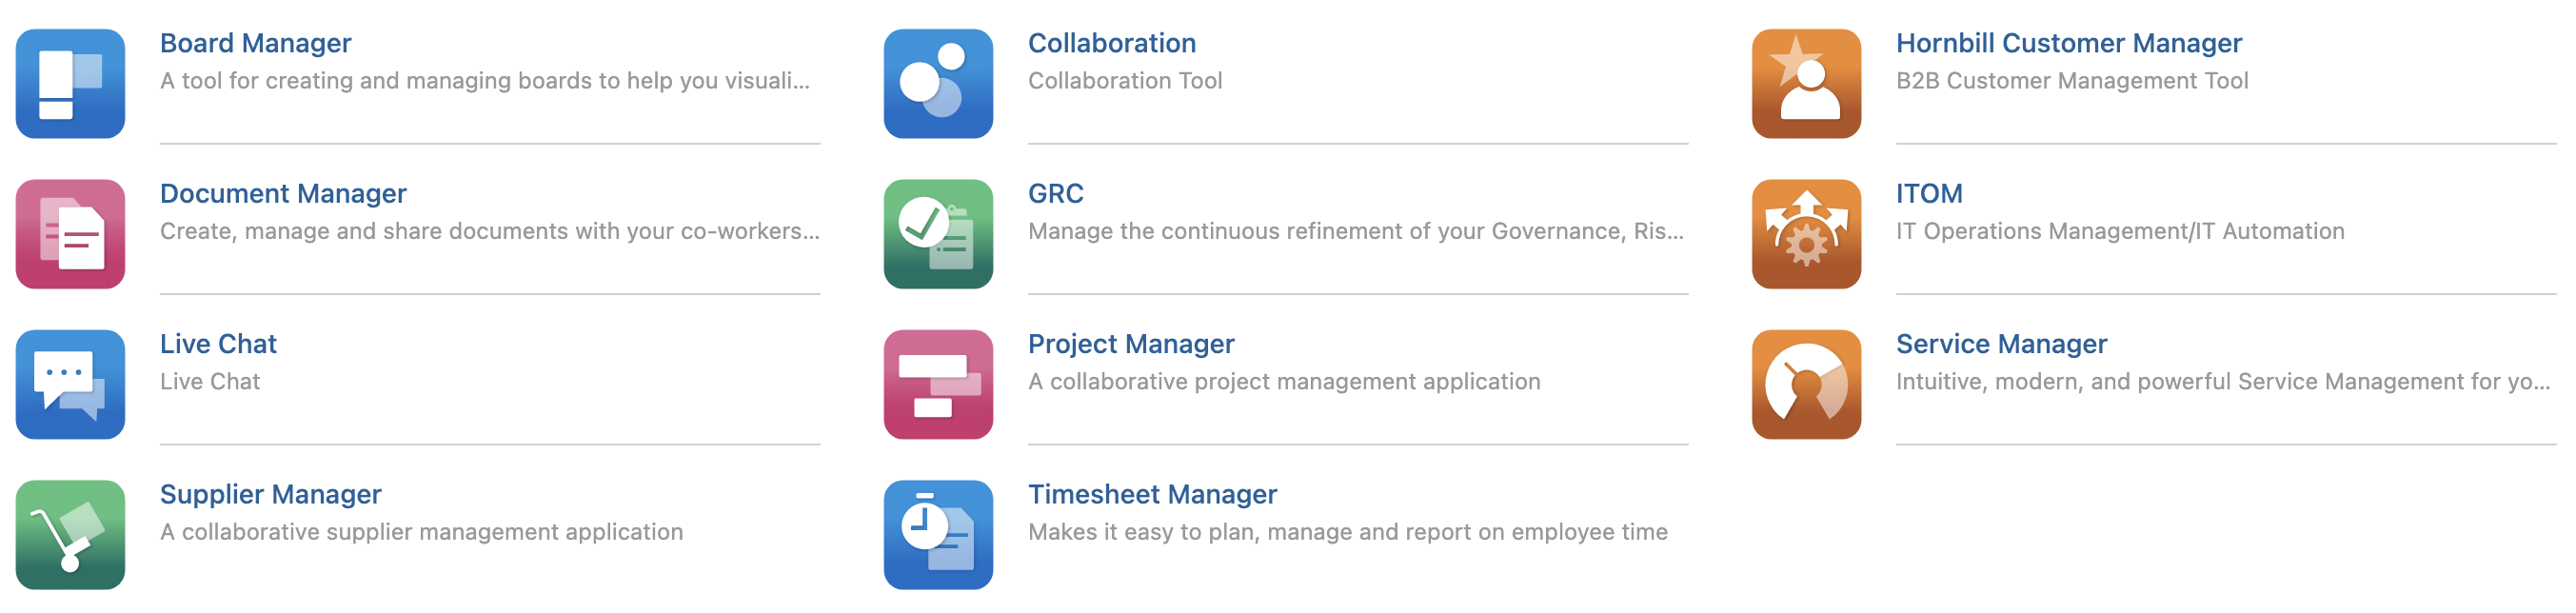 Board Manager
A tool for creating and managing boards to help you visuali...
Collaboration
Collaboration Tool
Hornbill Customer Manager
B2B Customer Management Tool
Document Manager
Create, manage and share documents with your co-workers...
GRC
Manage the continuous refinement of your Governance, Ris...
ITOM
IT Operations Management/IT Automation
Live Chat
Live Chat
Project Manager
A collaborative project management application
Service Manager
Intuitive, modern, and powerful Service Management for yo...
Supplier Manager
A collaborative supplier management application
Timesheet Manager
Makes it easy to plan, manage and report on employee time